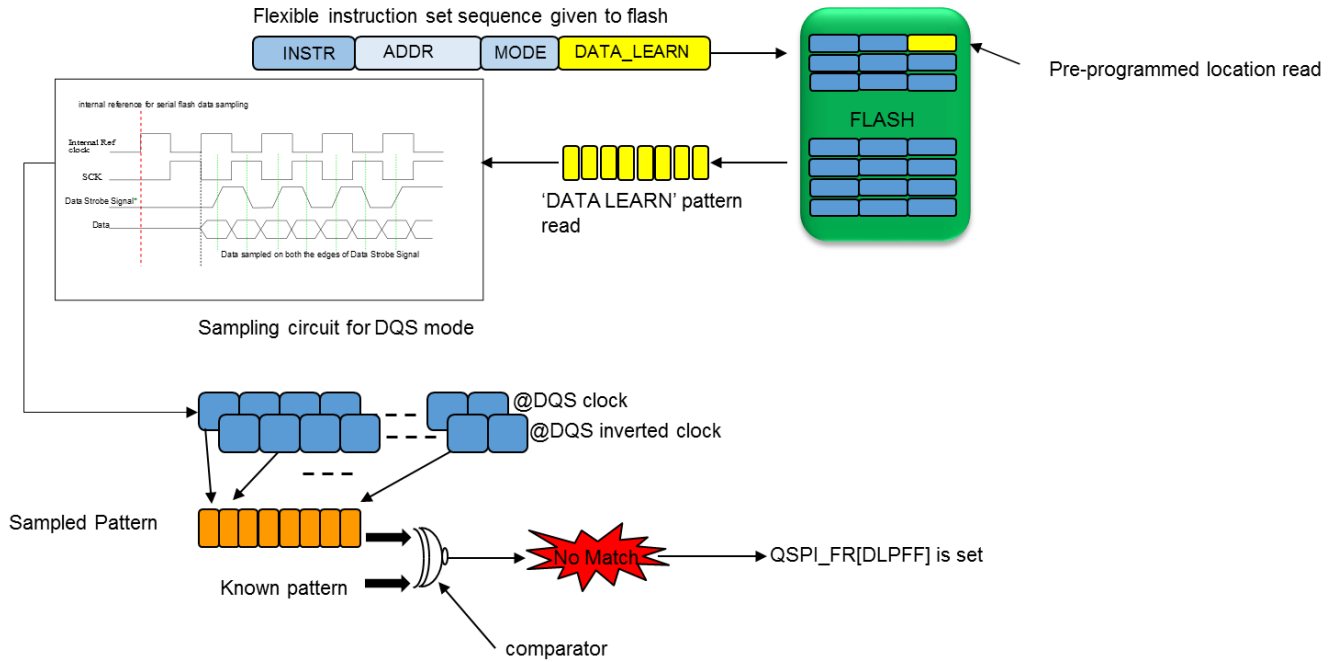 Flexible instruction set sequence given to flash
INSTR ADDR MODE DATA_LEARN
Pre-programmed location read
FLASH
internal reference for serial flash data sampling
Internal Ref
clock
SCK
Data Strobe Signal*
Data
Data sampled on both the edges of Data Strobe Signal
‘DATA LEARN’ pattern
read
Sampling circuit for DQS mode
@DQS clock
@DQS inverted clock
Sampled Pattern
No Match
QSPI_FR[DLPFF] is set
Known pattern
comparator